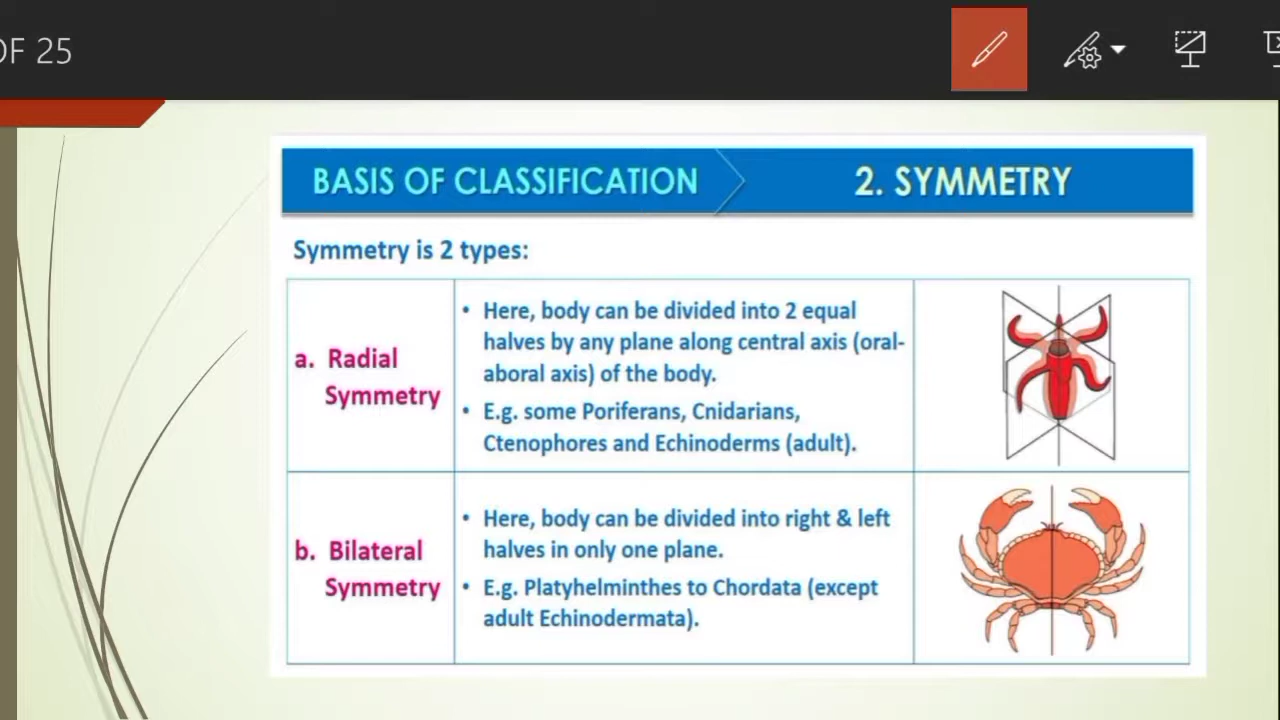 OF 25
BASIS OF CLASSIFICATION
2. SYMMETRY
Symmetry is 2 types:
a. Radial
Symmetry
• Here, body can be divided into 2 equal
halves by any plane along central axis (oral-
aboral axis) of the body.
• E.g. some Poriferans, Cnidarians,
Ctenophores and Echinoderms (adult).
b. Bilateral
Symmetry
• Here, body can be divided into right & left
halves in only one plane.
• E.g. Platyhelminthes to Chordata (except
adult Echinodermata).